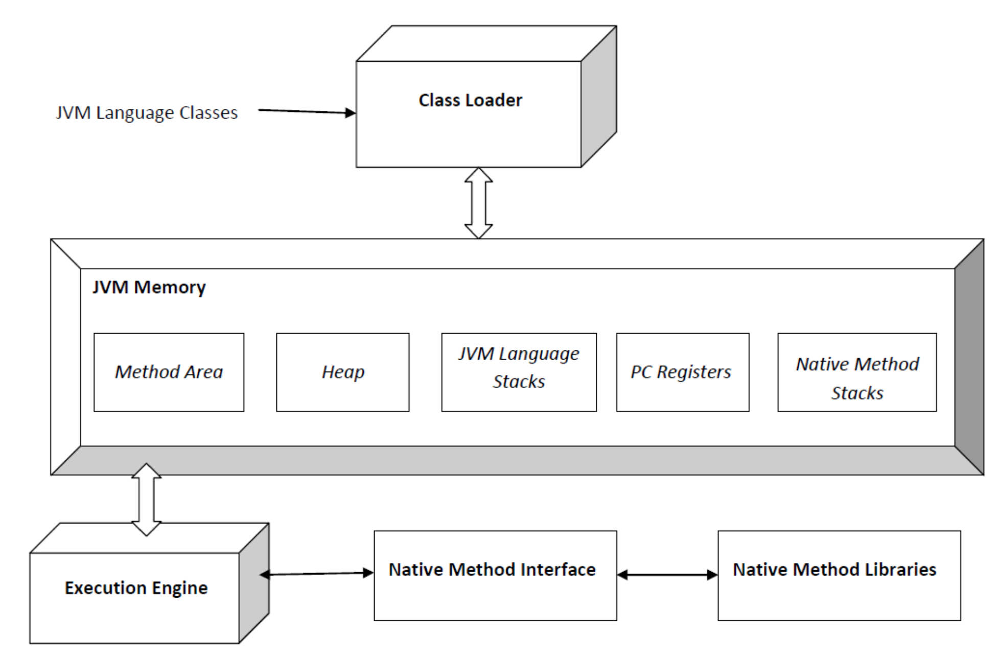 Class Loader
JVM Language Classes
JVM Memory
Method Area
Heap
JVM Language
Stacks
PC Registers
Native Method
Stacks
Execution Engine
Native Method Interface
Native Method Libraries